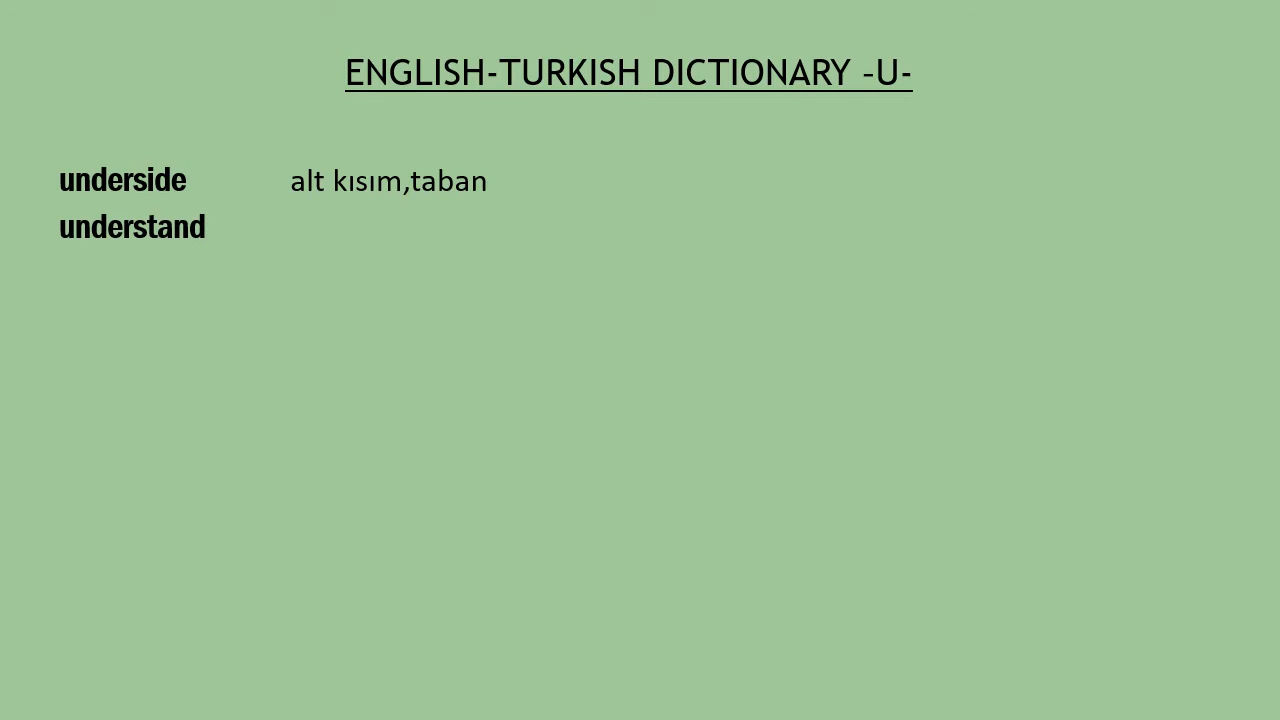 ENGLISH-TURKISH DICTIONARY –U-
underside alt kısım,taban
understand